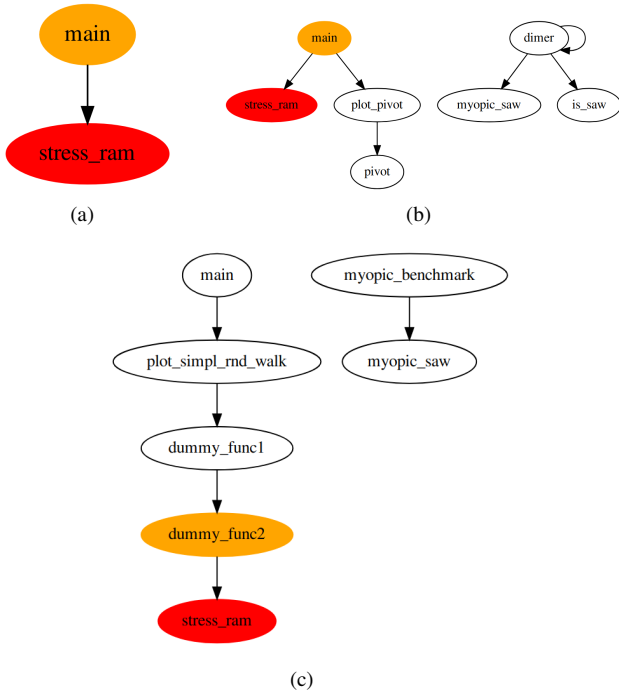 main
stress_ram
(a)
main
dimer
stress_ram
plot_pivot
myopic_saw
is_saw
pivot
(b)
main
myopic_benchmark
plot_simpl_rnd_walk
myopic_saw
dummy_func1
dummy_func2
stress_ram
(c)